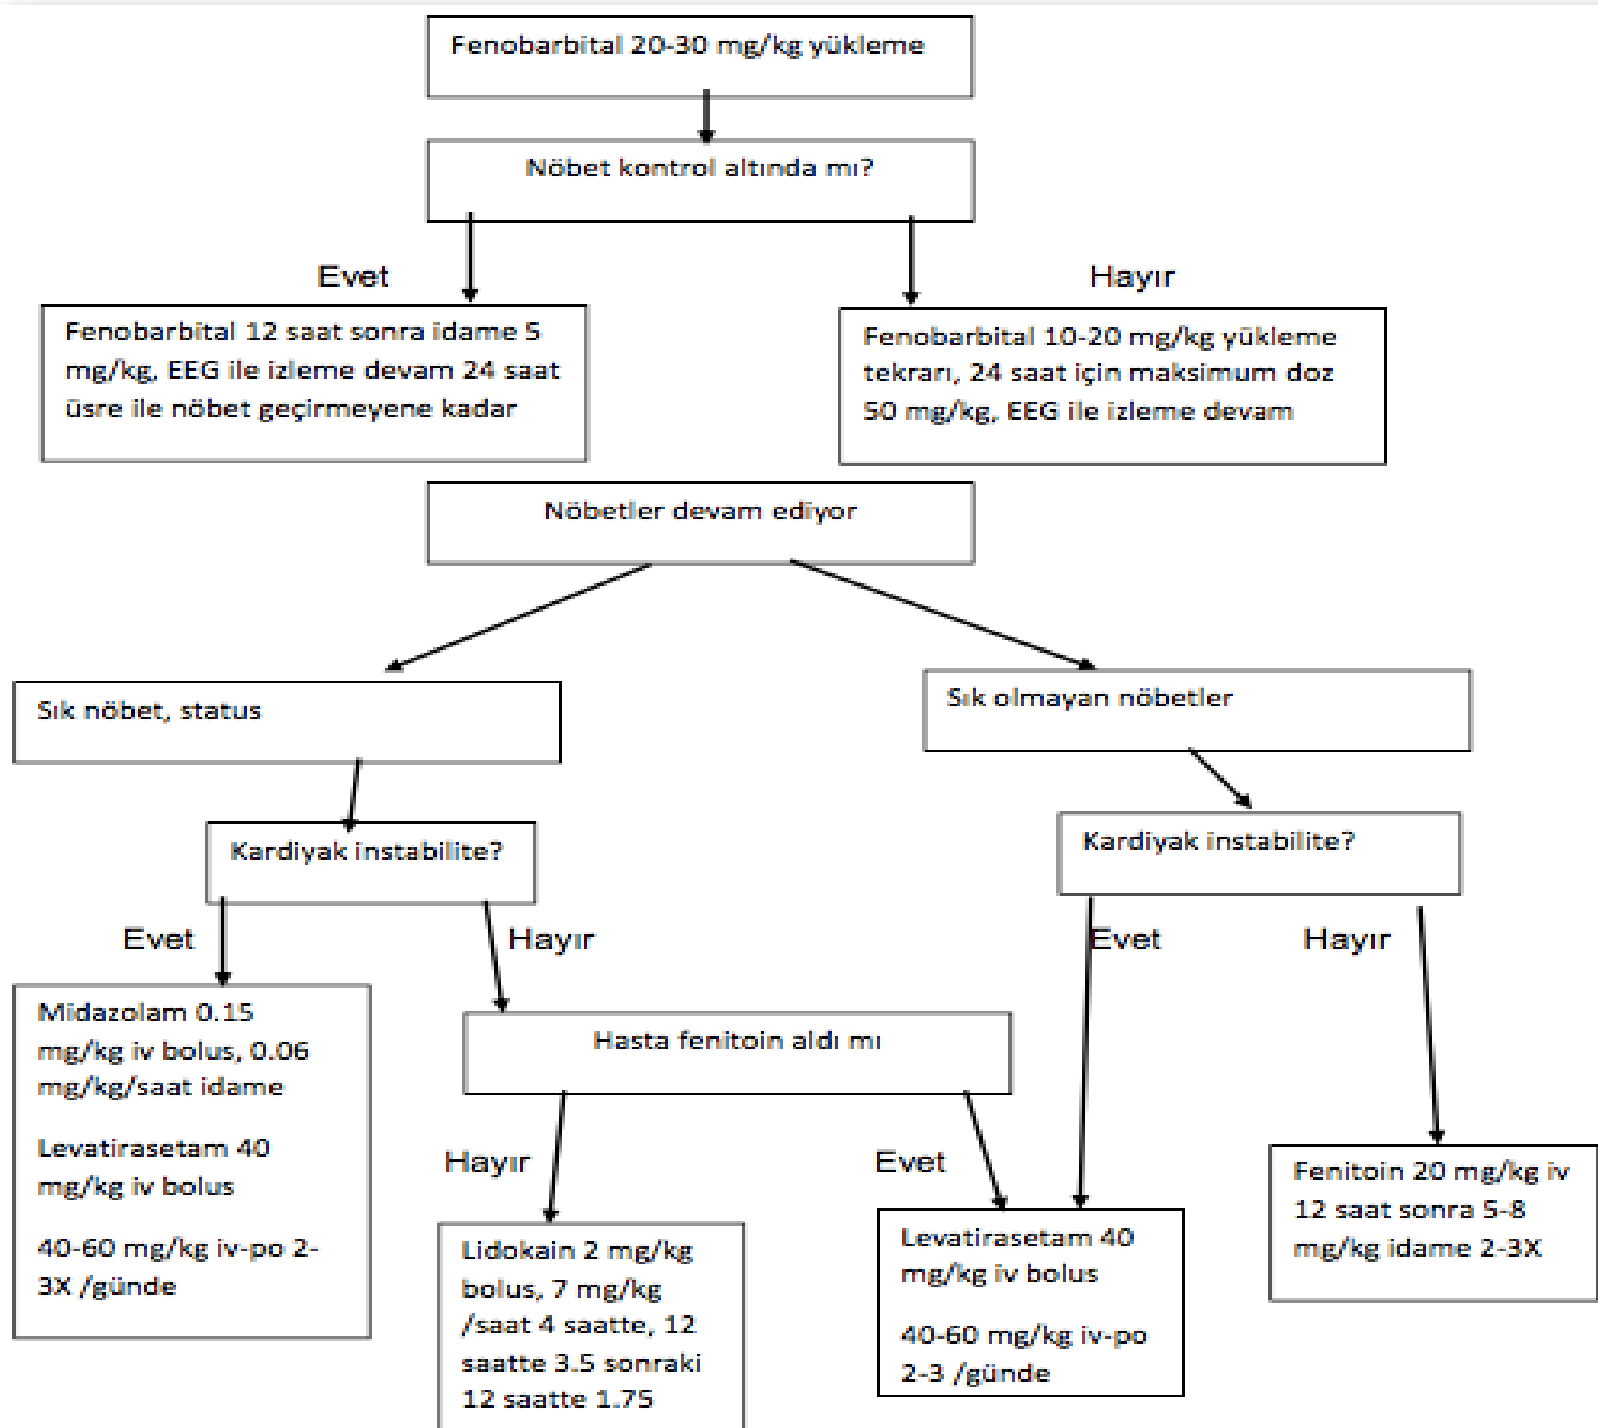 Fenobarbital 20-30 mg/kg yükleme
Nöbet kontrol altında mı?
Evet
Hayır
Fenobarbital 12 saat sonra idame 5
mg/kg, EEG ile izleme devam 24 saat
üsre ile nöbet geçirmeyene kadar
Fenobarbital 10-20 mg/kg yükleme
tekrarı, 24 saat için maksimum doz
50 mg/kg, EEG ile izleme devam
Nöbetler devam ediyor
Sık nöbet, status
Sık olmayan nöbetler
Kardiyak instabilite?
Kardiyak instabilite?
Evet
Hayır
Evet
Hayır
Midazolam 0.15
mg/kg iv bolus, 0.06
mg/kg/saat idame
Levatirasetam 40
mg/kg iv bolus
40-60 mg/kg iv-po 2-
3X /günde
Hasta fenitoin aldı mı
Hayır
Evet
Lidokain 2 mg/kg
bolus, 7 mg/kg
/saat 4 saatte, 12
saatte 3.5 sonraki
12 saatte 1.75
Levatirasetam 40
mg/kg iv bolus
40-60 mg/kg iv-po
2-3 /günde
Fenitoin 20 mg/kg iv
12 saat sonra 5-8
mg/kg idame 2-3X